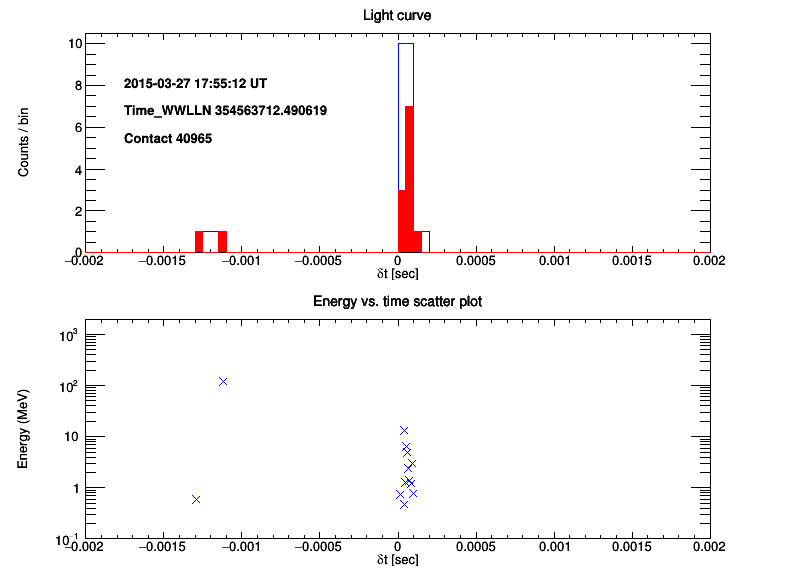 Light curve
Counts / bin
10
8
6
4
2
0
2015-03-27 17:55:12 UT
Time_WWLLN 354563712.490619
Contact 40965
−0.002 −0.0015 −0.001 −0.0005 0 0.0005 0.001 0.0015 0.002
δt [sec]
Energy vs. time scatter plot
Energy (MeV)
10³
10²
10
1
10⁻¹
−0.002 −0.0015 −0.001 −0.0005 0 0.0005 0.001 0.0015 0.002
δt [sec]